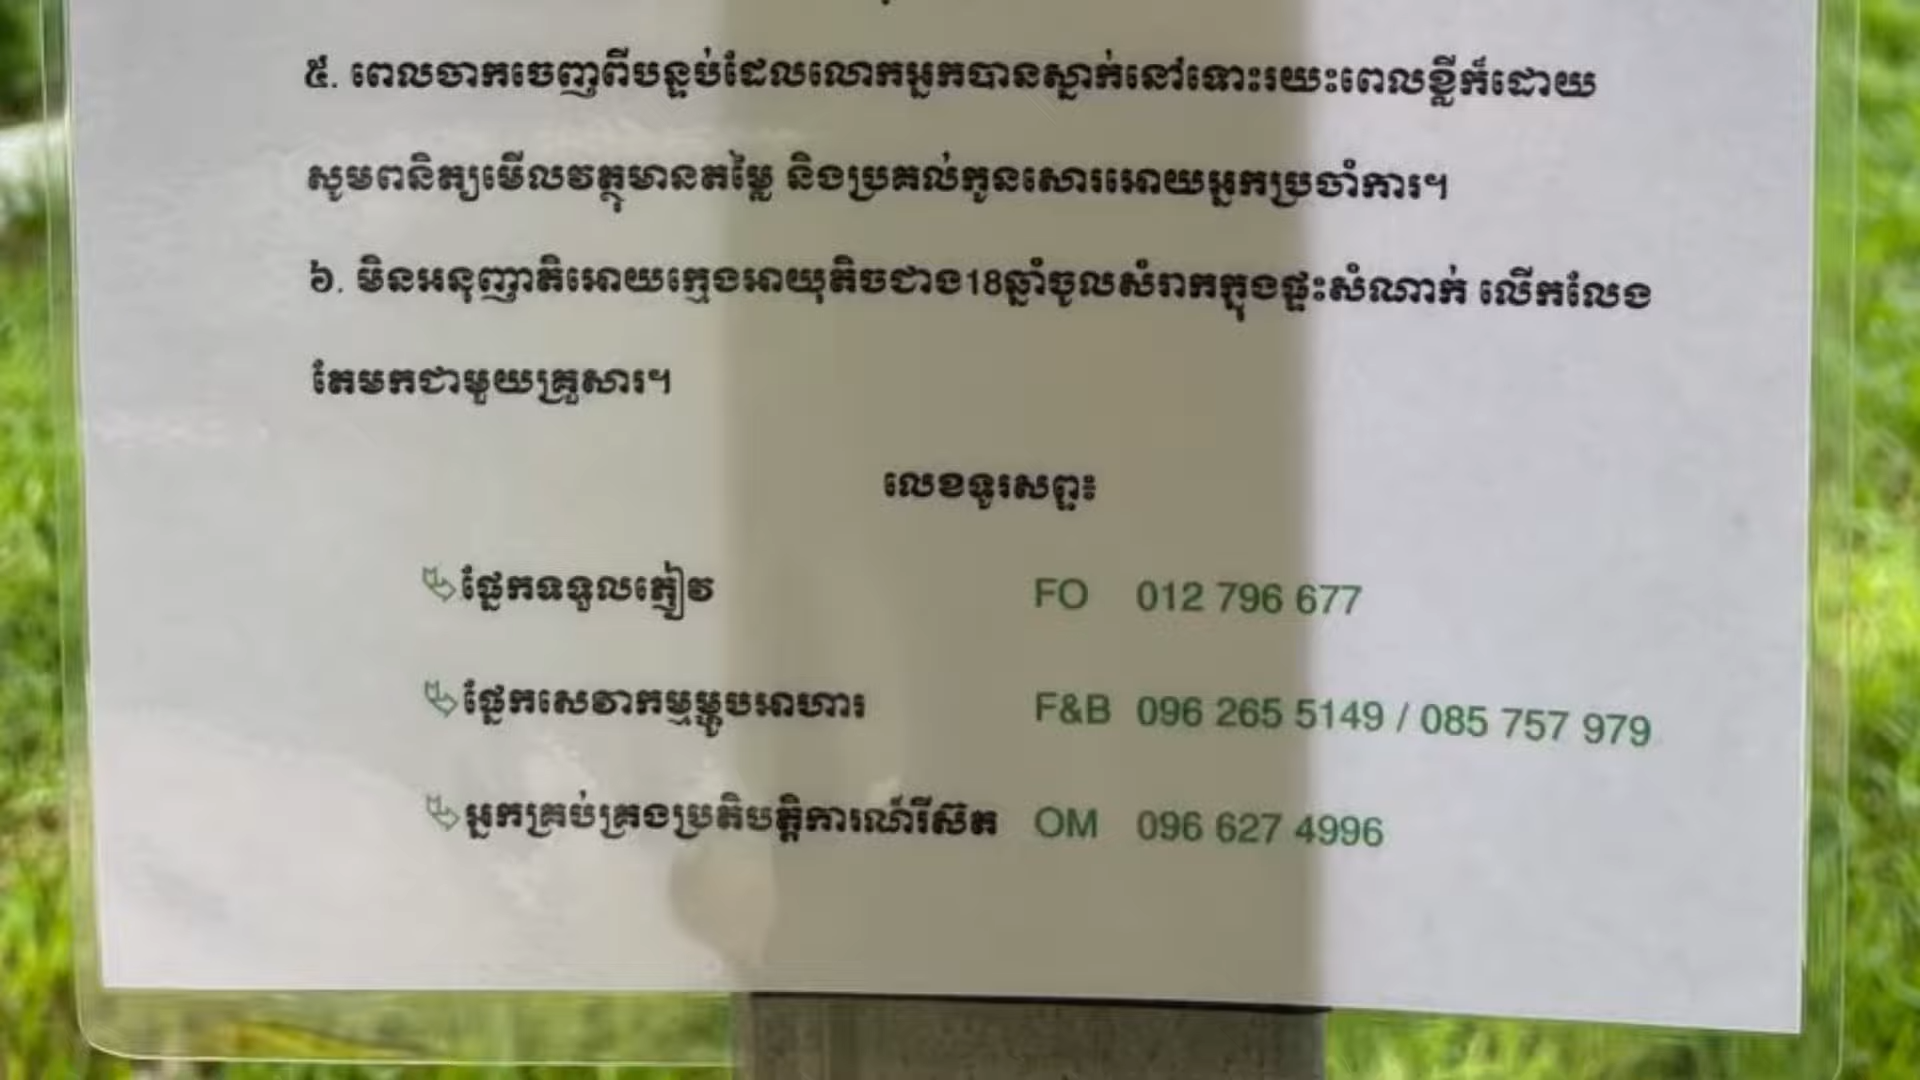 ៥. ពេលចាកចេញពីបន្ទប់ដែលលោកអ្នកបានស្នាក់នៅទោះរយះពេលខ្លីក៏ដោយ
សូមពនិត្យមើលវត្ថុមានតម្លៃ និងប្រគល់កូនសោរអោយអ្នកប្រចាំការ។
៦. មិនអនុញាតិអោយក្មេងអាយុតិចជាង18ឆ្នាំចូលសំរាកក្នុងផ្ទះសំណាក់ លើកលែង
តែមកជាមួយគ្រួសារ។
លេខទូរសព្ទ៖
ផ្នែកទទួលភ្ញៀវ FO 012 796 677
ផ្នែកសេវាកម្មម្ហូបអាហារ F&B 096 265 5149 / 085 757 979
អ្នកគ្រប់គ្រងប្រតិបត្តិការណ៍រីស៊ត OM 096 627 4996